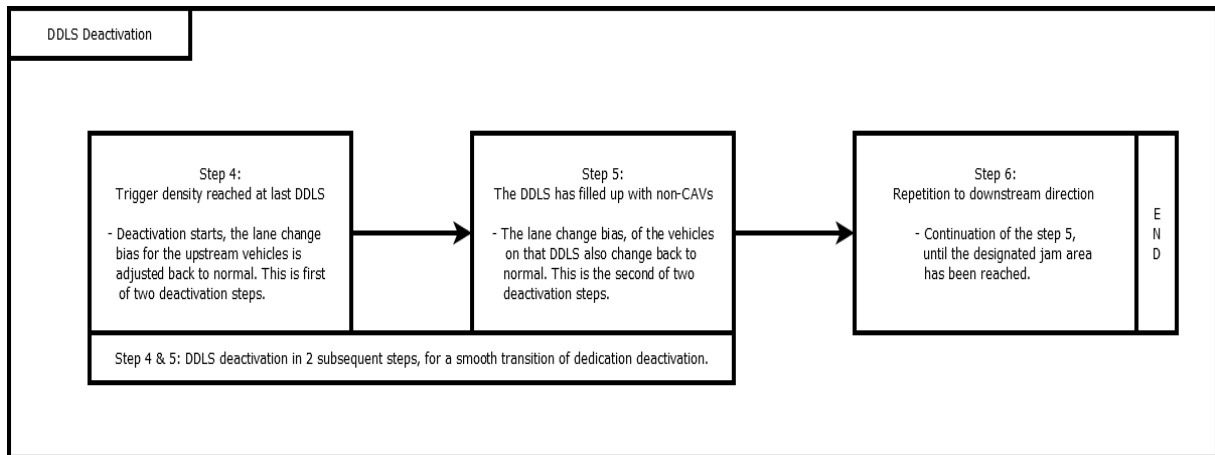 DDLS Deactivation
Step 4:
Trigger density reached at last DDLS
- Deactivation starts, the lane change
bias for the upstream vehicles is
adjusted back to normal. This is first
of two deactivation steps.
Step 5:
The DDLS has filled up with non-CAVs
- The lane change bias, of the vehicles
on that DDLS also change back to
normal. This is the second of two
deactivation steps.
Step 4 & 5: DDLS deactivation in 2 subsequent steps, for a smooth transition of dedication deactivation.
Step 6:
Repetition to downstream direction
- Continuation of the step 5,
until the designated jam area
has been reached.
E
N
D